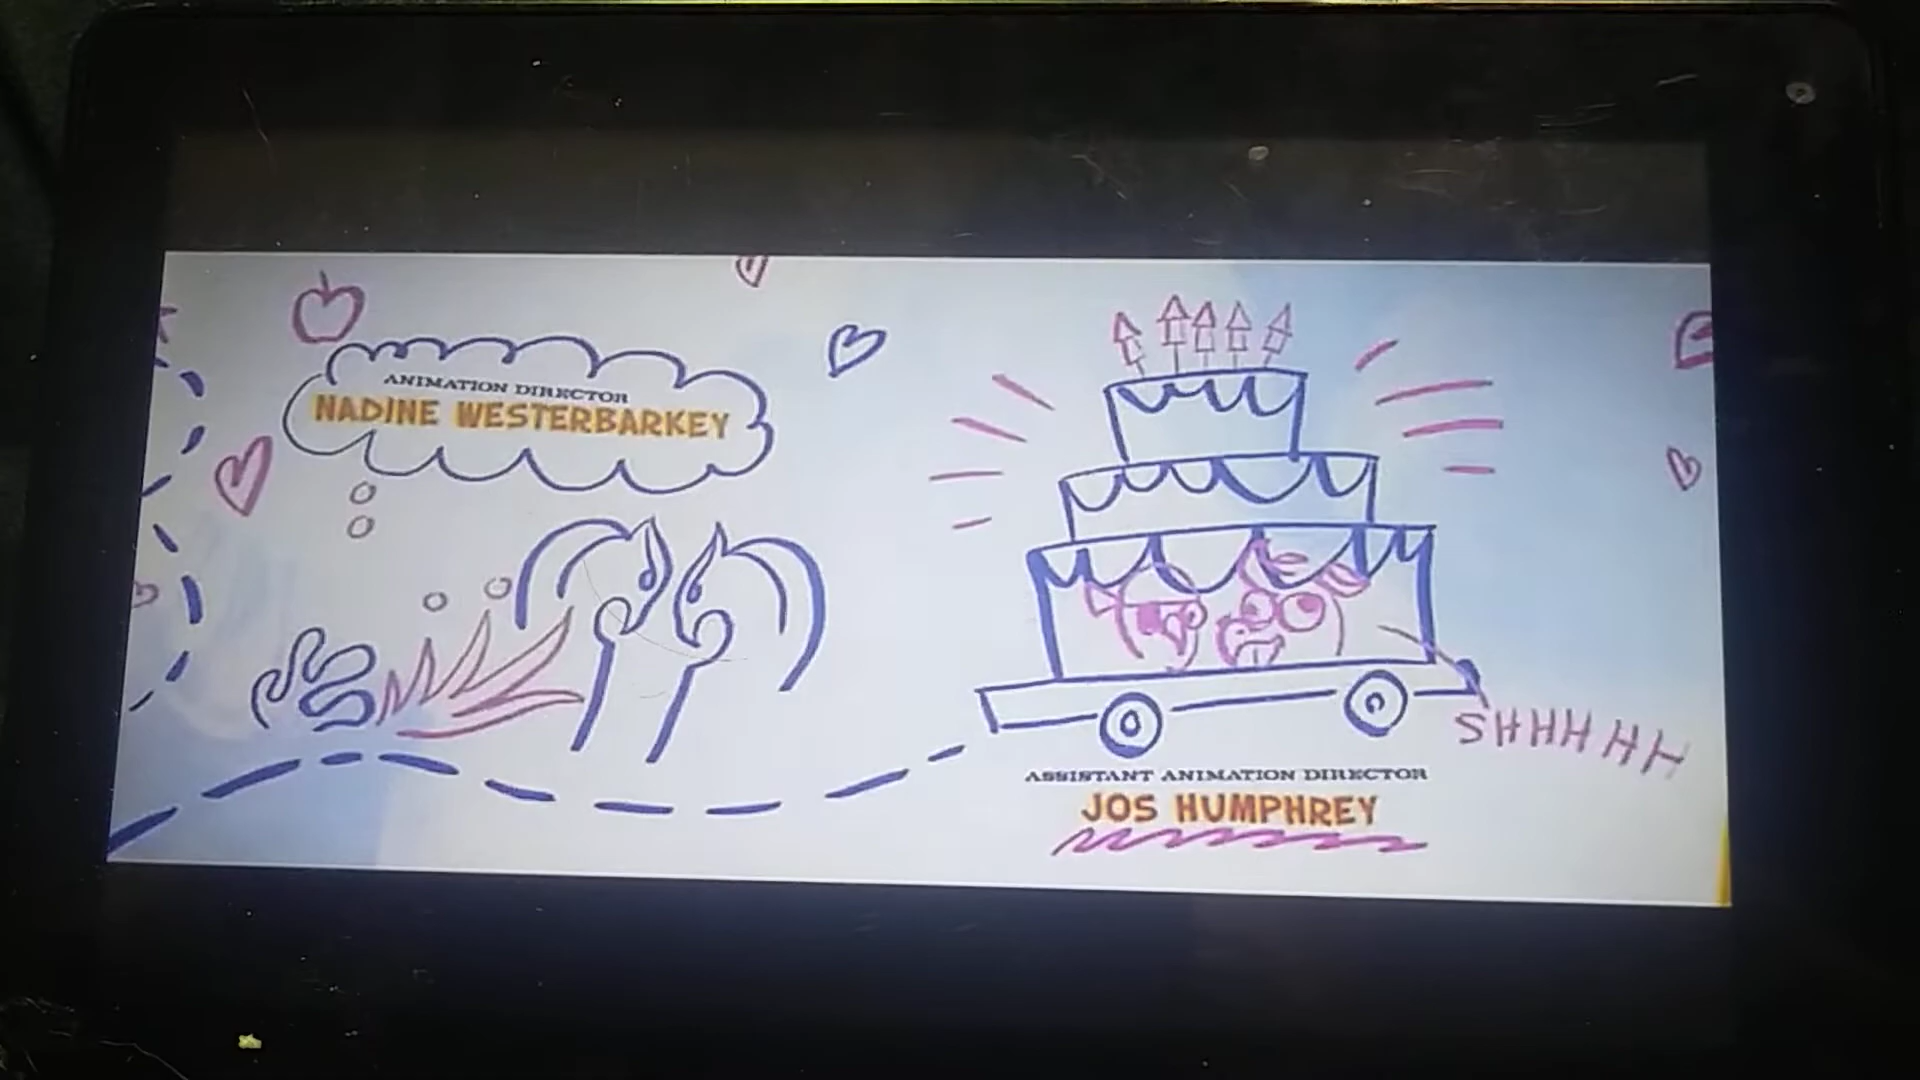 ANIMATION DIRECTOR
NADINE WESTERBARKEY
SHHHHH
ASSISTANT ANIMATION DIRECTOR
JOS HUMPHREY